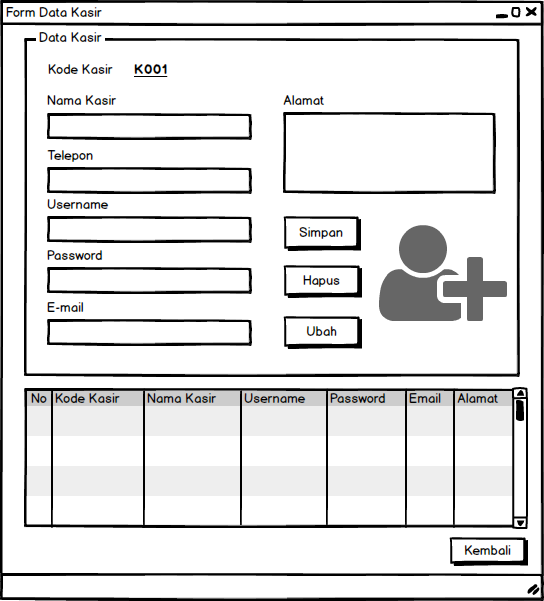 Form Data Kasir
Data Kasir
Kode Kasir K001
Nama Kasir
Alamat
Telepon
Username
Simpan
Password
Hapus
E-mail
Ubah
No Kode Kasir Nama Kasir Username Password Email Alamat
Kembali